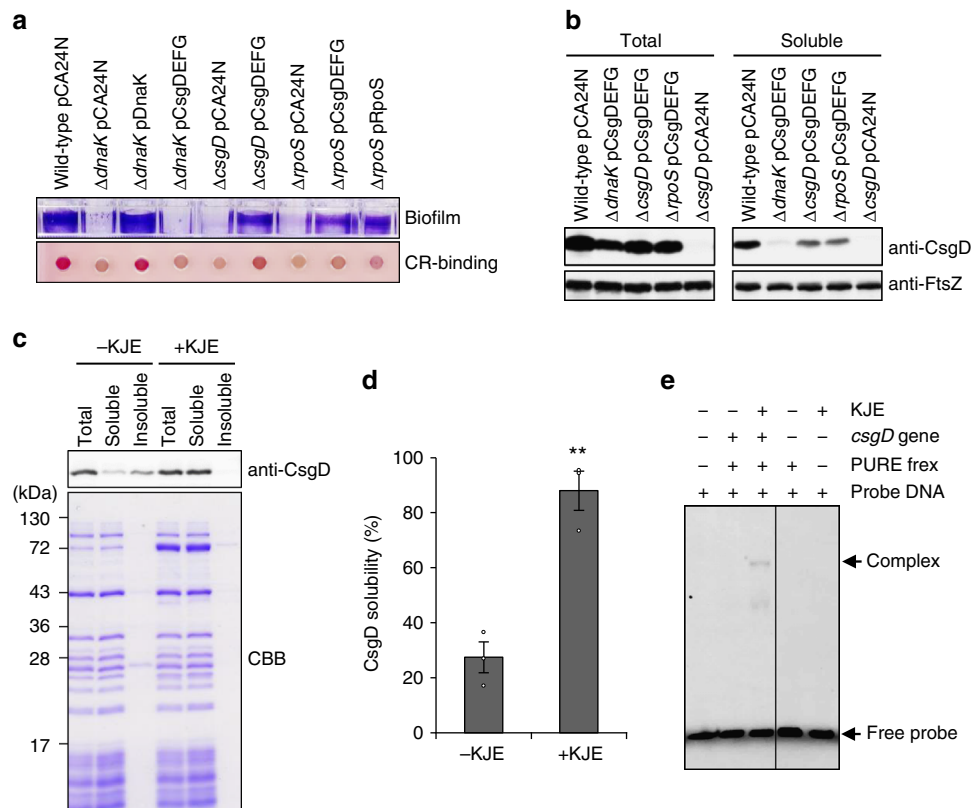 a
Wild-type pCA24N
ΔdnaK pCA24N
ΔdnaK pDnaK
ΔdnaK pCsgDEFG
ΔcsgD pCA24N
ΔcsgD pCsgDEFG
ΔrpoS pCA24N
ΔrpoS pCsgDEFG
ΔrpoS pRpoS
Biofilm
CR-binding
b
Total
Soluble
Wild-type pCA24N
ΔdnaK pCsgDEFG
ΔcsgD pCsgDEFG
ΔrpoS pCsgDEFG
ΔcsgD pCA24N
Wild-type pCA24N
ΔdnaK pCsgDEFG
ΔcsgD pCsgDEFG
ΔrpoS pCsgDEFG
ΔcsgD pCA24N
anti-CsgD
anti-FtsZ
c
–KJE
+KJE
Total
Soluble
Insoluble
Total
Soluble
Insoluble
anti-CsgD
(kDa)
130
72
43
36
28
17
CBB
d
CsgD solubility (%)
100
80
60
40
20
0
**
–KJE
+KJE
e
– – + – + KJE
– + + – – csgD gene
– + + + – PURE frex
+ + + + + Probe DNA
Complex
Free probe